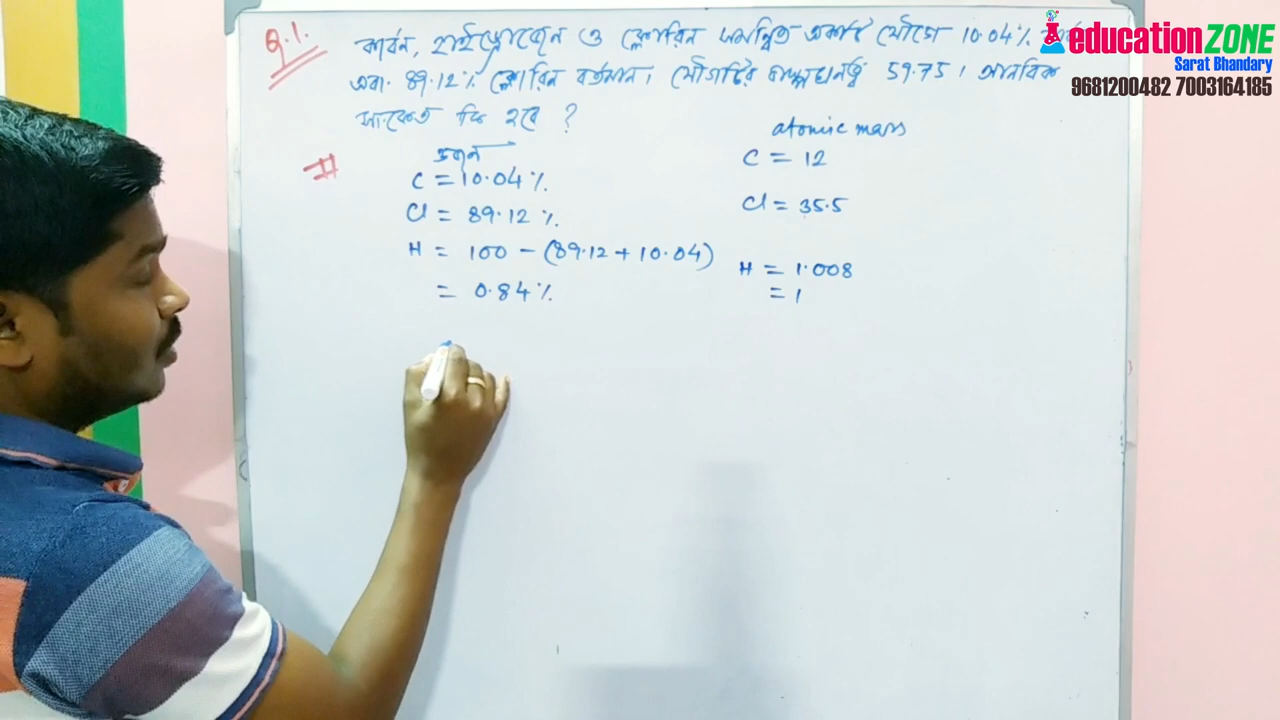 Q.1.
কার্বন, হাইড্রোজেন ও ক্লোরিন সমন্বিত একটি যৌগে 10.04%
এবং 89.12% ক্লোরিন বর্তমান। যৌগটির বাষ্পঘনত্ব 59.75। আনবিক
সংকেত কি হবে ?
educationZONE
Sarat Bhandary
9681200482 7003164185
# ওজন
C = 10.04%
Cl = 89.12%
H = 100 - (89.12 + 10.04)
= 0.84%
atomic mass
C = 12
Cl = 35.5
H = 1.008
= 1